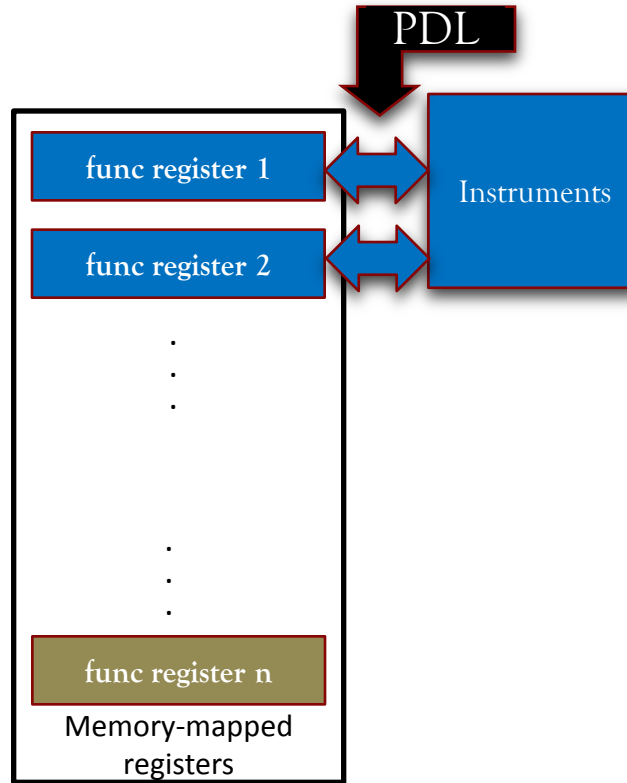 PDL
func register 1
Instruments
func register 2
.
.
.
.
.
.
func register n
Memory-mapped
registers